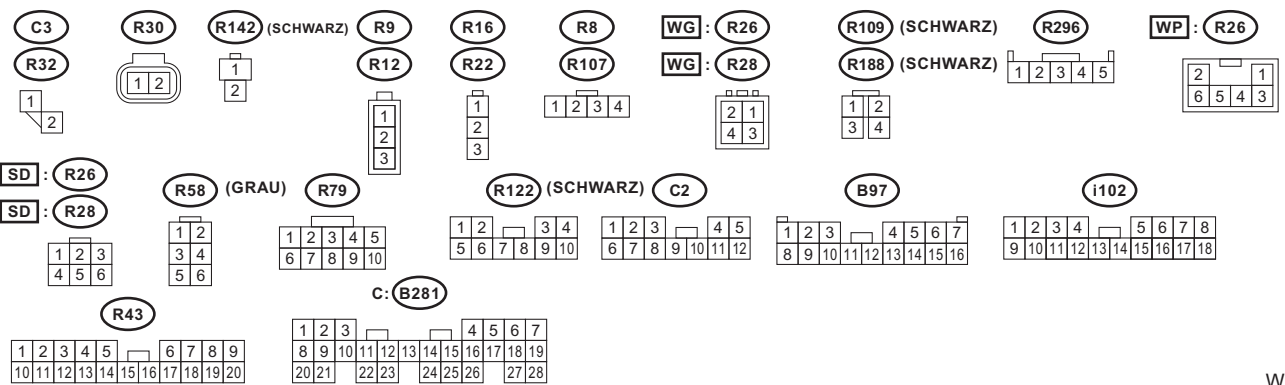 C3 R30 R142 (SCHWARZ) R9 R16 R8 WG : R26 R109 (SCHWARZ) R296 WP : R26
R32 R12 R22 R107 WG : R28 R188 (SCHWARZ)
1 2
1 2
1 2
1 2 3
1 2 3
1 2 3 4
2 1
4 3
1 2
3 4
1 2 3 4 5
2 1
6 5 4 3
SD : R26 R58 (GRAU) R79 R122 (SCHWARZ) C2 B97 i102
SD : R28
1 2 3
4 5 6
1 2
3 4
5 6
1 2 3 4 5
6 7 8 9 10
1 2 3 4
5 6 7 8 9 10
1 2 3 4 5
6 7 8 9 10 11 12
1 2 3 4 5 6 7
8 9 10 11 12 13 14 15 16
1 2 3 4 5 6 7 8
9 10 11 12 13 14 15 16 17 18
R43 C: B281
1 2 3 4 5 6 7 8 9
10 11 12 13 14 15 16 17 18 19 20
1 2 3 4 5 6 7
8 9 10 11 12 13 14 15 16 17 18 19
20 21 22 23 24 25 26 27 28
W